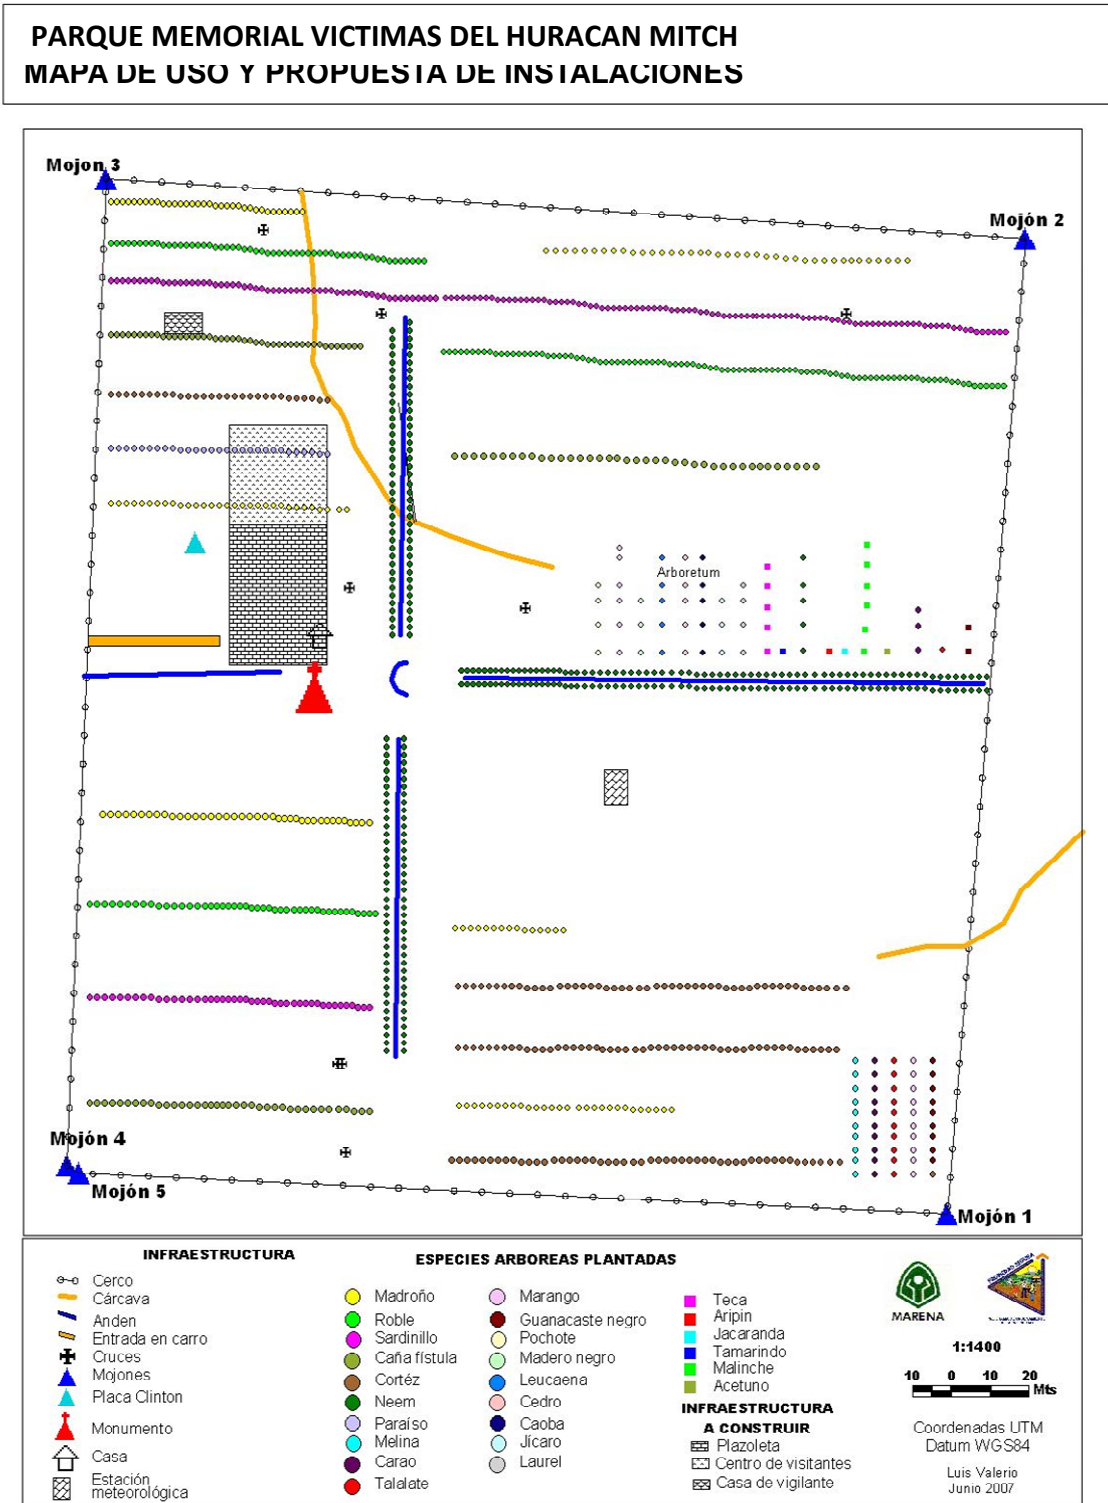 PARQUE MEMORIAL VICTIMAS DEL HURACAN MITCH
MAPA DE USO Y PROPUESTA DE INSTALACIONES
Mojon 3
Mojón 2
Arboretum
Mojón 4
Mojón 5
Mojón 1
INFRAESTRUCTURA
Cerco
Cárcava
Anden
Entrada en carro
Cruces
Mojones
Placa Clinton
Monumento
Casa
Estación
meteorológica
ESPECIES ARBOREAS PLANTADAS
Madroño
Roble
Sardinillo
Caña fístula
Cortéz
Neem
Paraíso
Melina
Carao
Talalate
Marango
Guanacaste negro
Pochote
Madero negro
Leucaena
Cedro
Caoba
Jícaro
Laurel
Teca
Aripin
Jacaranda
Tamarindo
Malinche
Acetuno
INFRAESTRUCTURA
A CONSTRUIR
Plazoleta
Centro de visitantes
Casa de vigilante
MARENA
1:1400
10 0 10 20
Mts
Coordenadas UTM
Datum WGS84
Luis Valerio
Junio 2007